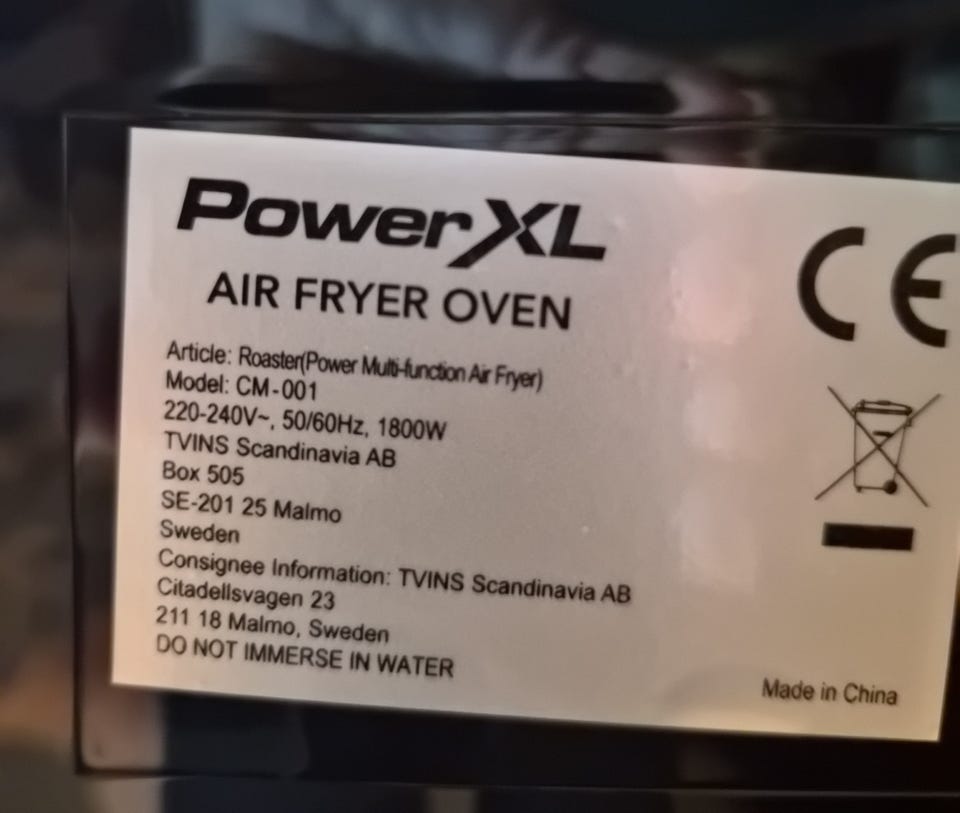 PowerXL
AIR FRYER OVEN
Article: Roaster(Power Multi-function Air Fryer)
Model: CM-001
220-240V~, 50/60Hz, 1800W
TVINS Scandinavia AB
Box 505
SE-201 25 Malmo
Sweden
Consignee Information: TVINS Scandinavia AB
Citadellsvagen 23
211 18 Malmo, Sweden
DO NOT IMMERSE IN WATER
CE
Made in China